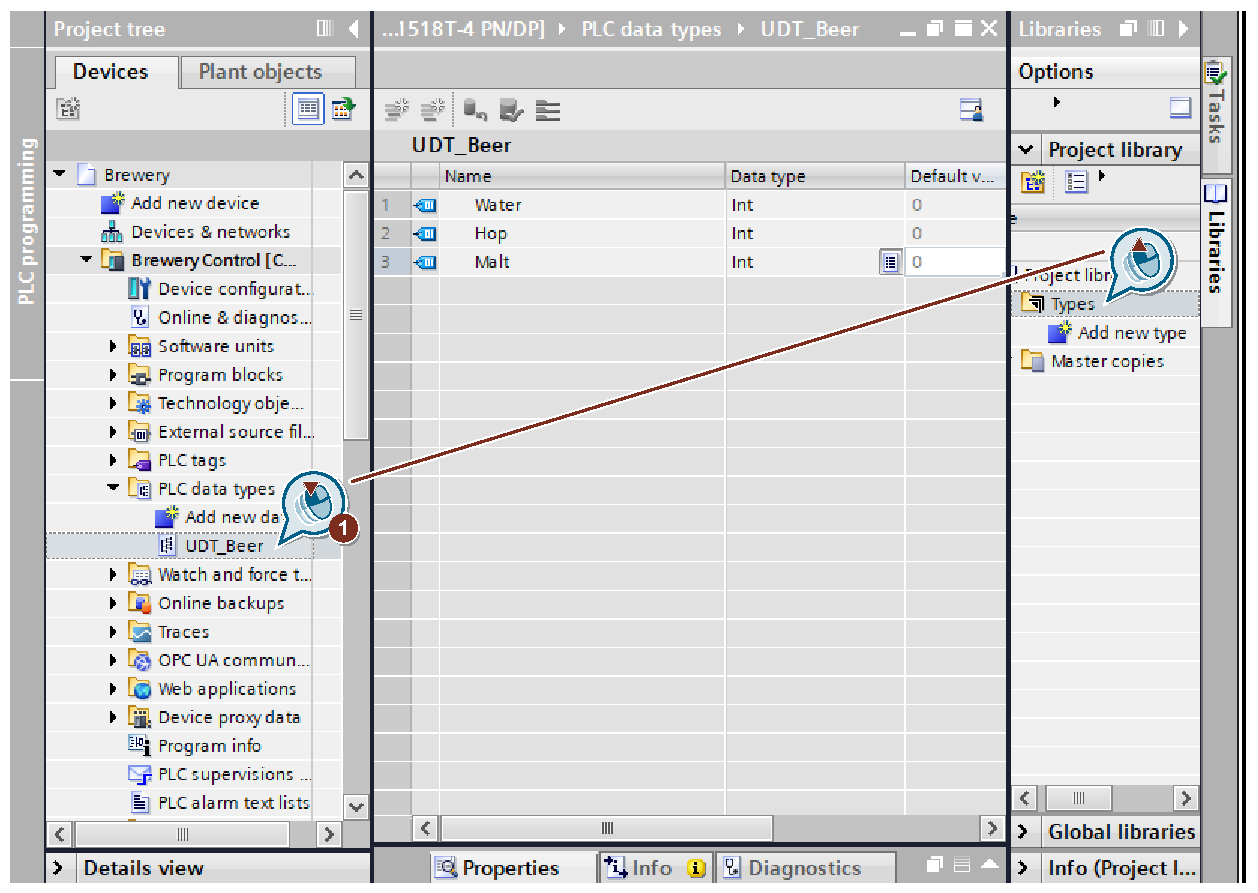 Project tree
Devices
Plant objects
PLC programming
Brewery
Add new device
Devices & networks
Brewery Control [C...
Device configurat...
Online & diagnos...
Software units
Program blocks
Technology obje...
External source fil...
PLC tags
PLC data types
Add new da
UDT_Beer
1
Watch and force t...
Online backups
Traces
OPC UA commun...
Web applications
Device proxy data
Program info
PLC supervisions ...
PLC alarm text lists
Details view
...1518T-4 PN/DP] PLC data types UDT_Beer
UDT_Beer
Name Data type Default v...
1 Water Int 0
2 Hop Int 0
3 Malt Int 0
Properties
Info
Diagnostics
Libraries
Options
Project library
Project libr
Types
Add new type
Master copies
Global libraries
Info (Project l...
Tasks
Libraries